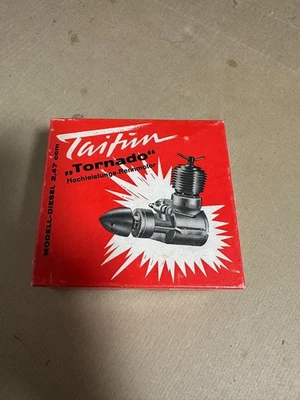 Taifun
„Tornado“
Hochleistungs-Rennmotor
MODELL-DIESEL 2,47 ccm